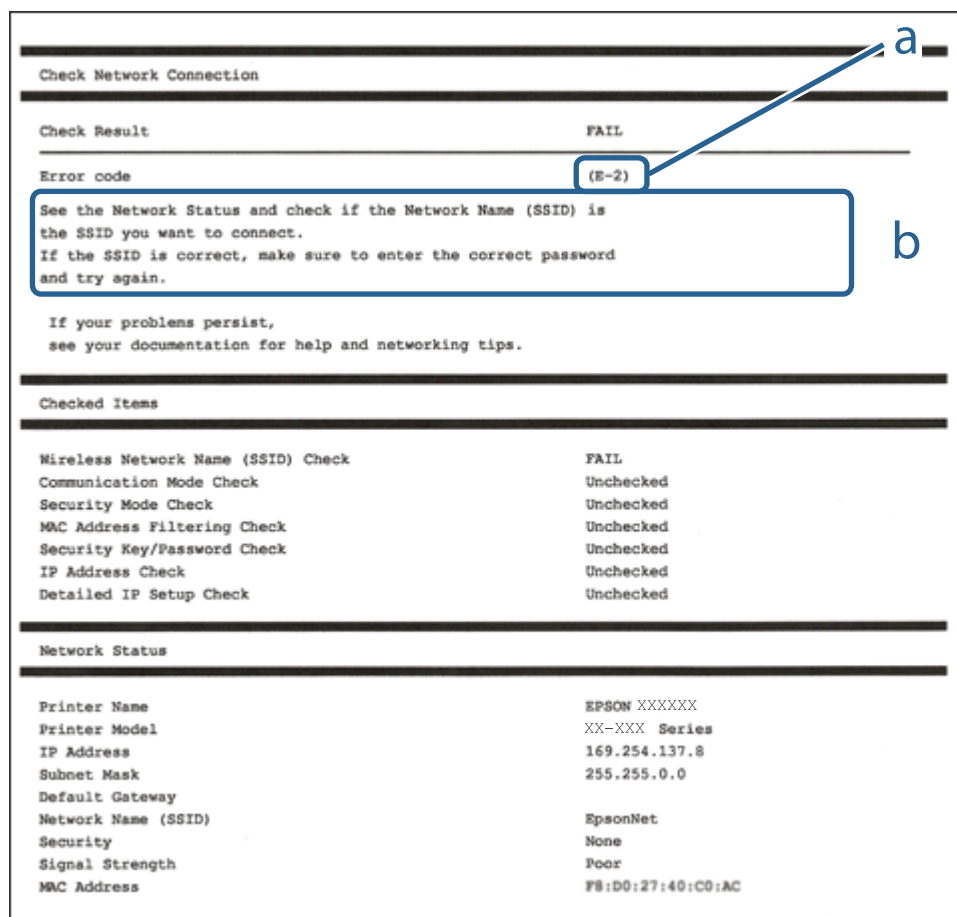 a
Check Network Connection
Check Result FAIL
Error code (E-2)
See the Network Status and check if the Network Name (SSID) is
the SSID you want to connect.
If the SSID is correct, make sure to enter the correct password
and try again.
b
If your problems persist,
see your documentation for help and networking tips.
Checked Items
Wireless Network Name (SSID) Check FAIL
Communication Mode Check Unchecked
Security Mode Check Unchecked
MAC Address Filtering Check Unchecked
Security Key/Password Check Unchecked
IP Address Check Unchecked
Detailed IP Setup Check Unchecked
Network Status
Printer Name EPSON XXXXXX
Printer Model XX-XXX Series
IP Address 169.254.137.8
Subnet Mask 255.255.0.0
Default Gateway
Network Name (SSID) EpsonNet
Security None
Signal Strength Poor
MAC Address F8:D0:27:40:C0:AC